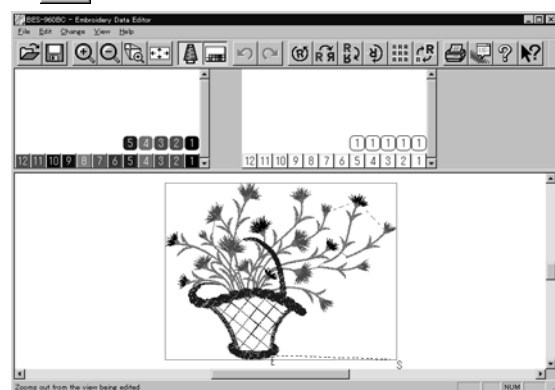 BES-960BC - Embroidery Data Editor
File Edit Change View Help
R R R R R R R
5 4 3 2 1 1 1 1 1 1
12 11 10 9 8 7 6 5 4 3 2 1 12 11 10 9 8 7 6 5 4 3 2 1
E S
Zooms out from the view being edited NUM